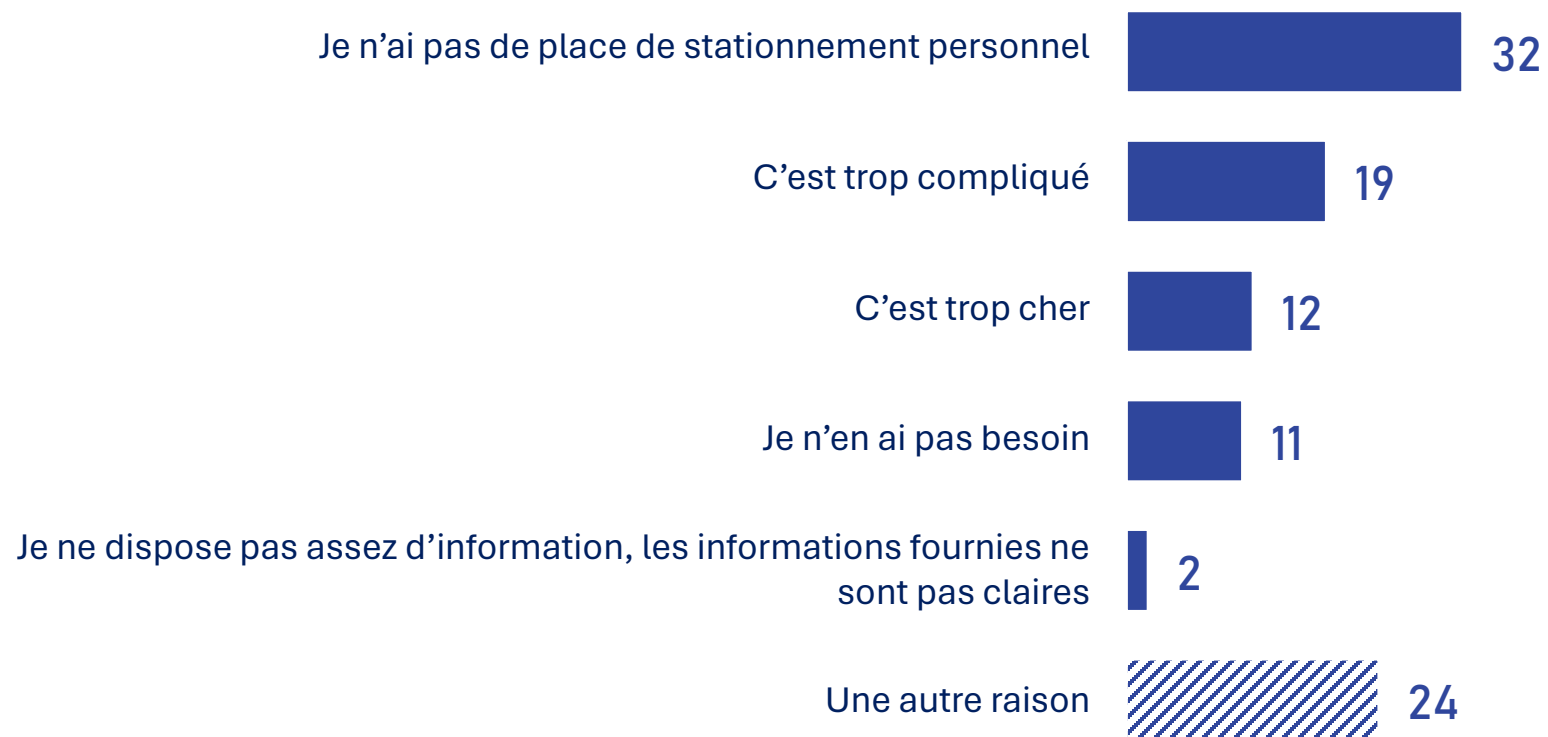 Je n’ai pas de place de stationnement personnel
32
C’est trop compliqué
19
C’est trop cher
12
Je n’en ai pas besoin
11
Je ne dispose pas assez d’information, les informations fournies ne
sont pas claires
2
Une autre raison
24